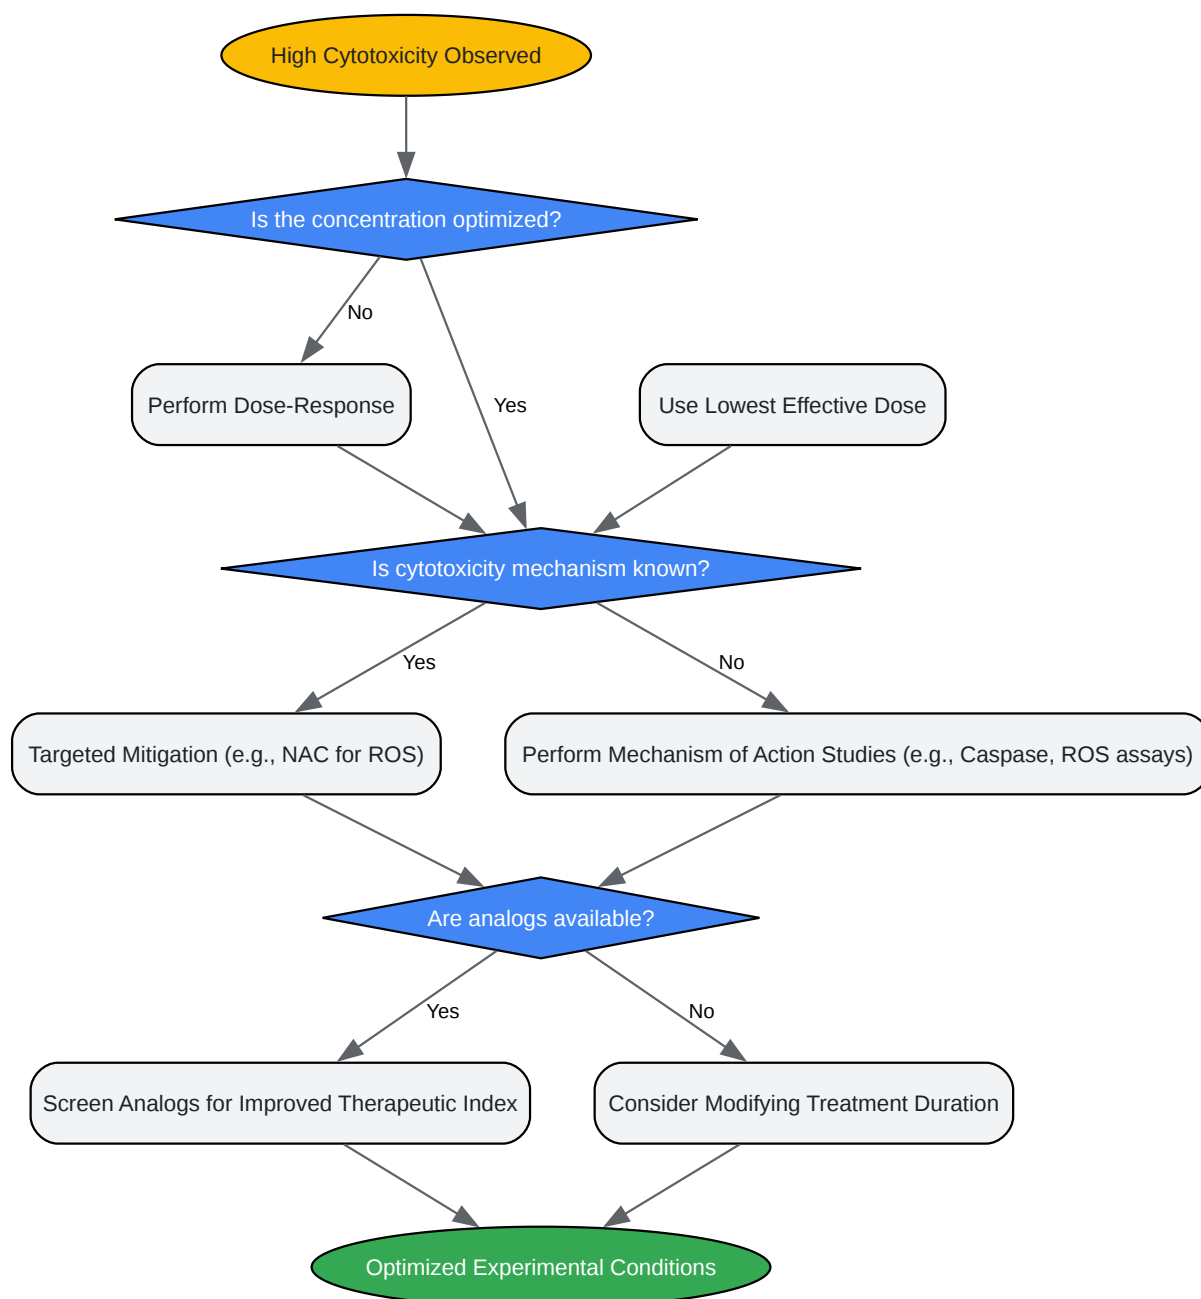 High Cytotoxicity Observed
Is the concentration optimized?
No
Perform Dose-Response
Yes
Use Lowest Effective Dose
Is cytotoxicity mechanism known?
Yes
No
Targeted Mitigation (e.g., NAC for ROS)
Perform Mechanism of Action Studies (e.g., Caspase, ROS assays)
Are analogs available?
Yes
No
Screen Analogs for Improved Therapeutic Index
Consider Modifying Treatment Duration
Optimized Experimental Conditions